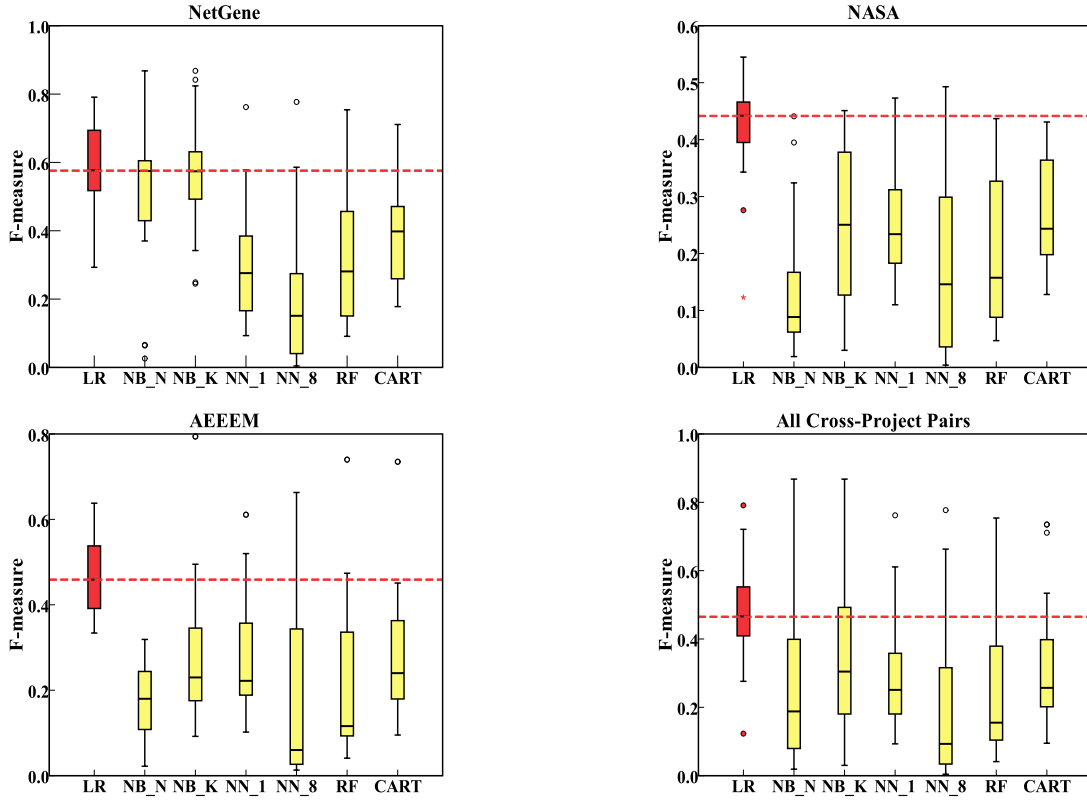 NetGene
F-measure
1.0
0.8
0.6
0.4
0.2
0.0
LR NB_N NB_K NN_1 NN_8 RF CART
NASA
F-measure
0.6
0.5
0.4
0.3
0.2
0.1
0.0
LR NB_N NB_K NN_1 NN_8 RF CART
AEEEM
F-measure
0.8
0.6
0.4
0.2
0.0
LR NB_N NB_K NN_1 NN_8 RF CART
All Cross-Project Pairs
F-measure
1.0
0.8
0.6
0.4
0.2
0.0
LR NB_N NB_K NN_1 NN_8 RF CART